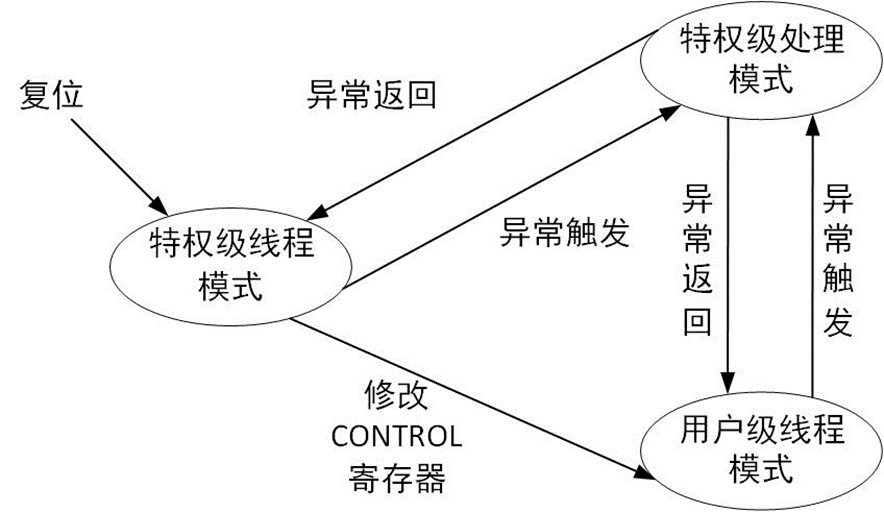 特权级处理
模式
复位
异常返回
异常触发
特权级线程
模式
异常返回
异常触发
修改
CONTROL
寄存器
用户级线程
模式